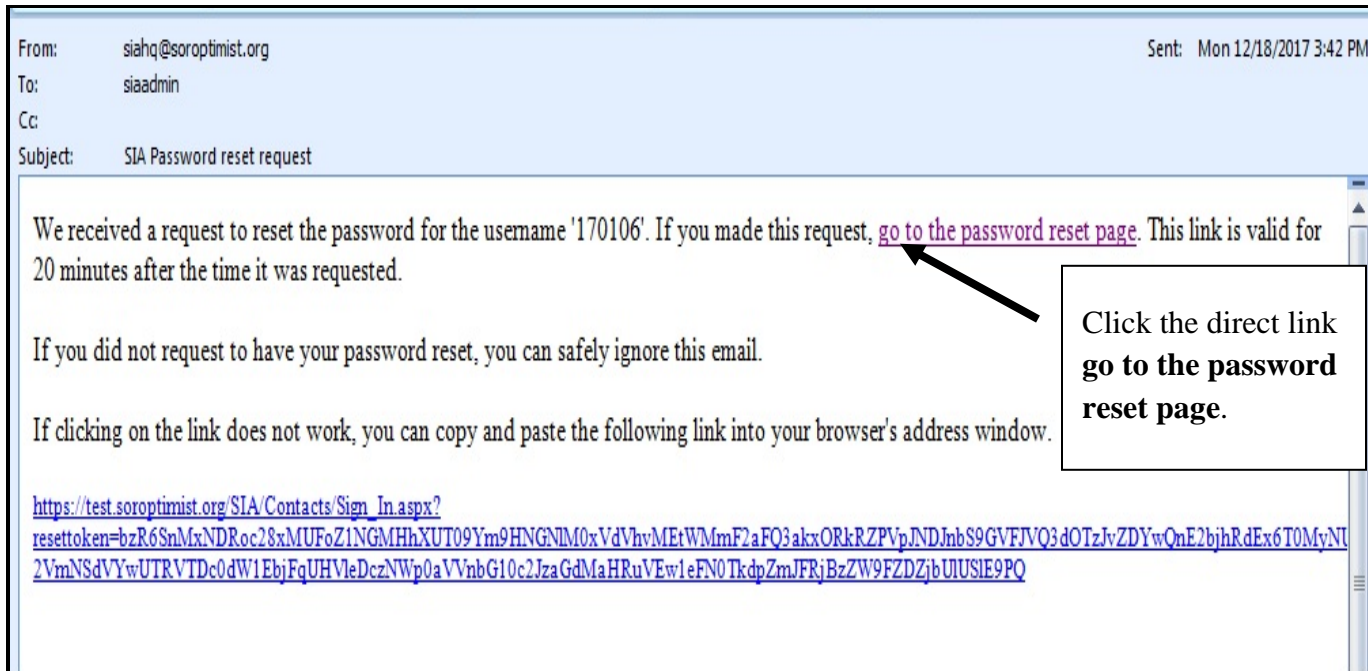 From: siahq@soroptimist.org Sent: Mon 12/18/2017 3:42 PM
To: siaadmin
Cc:
Subject: SIA Password reset request
We received a request to reset the password for the username '170106'. If you made this request, go to the password reset page. This link is valid for
20 minutes after the time it was requested.
If you did not request to have your password reset, you can safely ignore this email.
If clicking on the link does not work, you can copy and paste the following link into your browser's address window.
Click the direct link
go to the password
reset page.
https://test.soroptimist.org/SIA/Contacts/Sign_In.aspx?